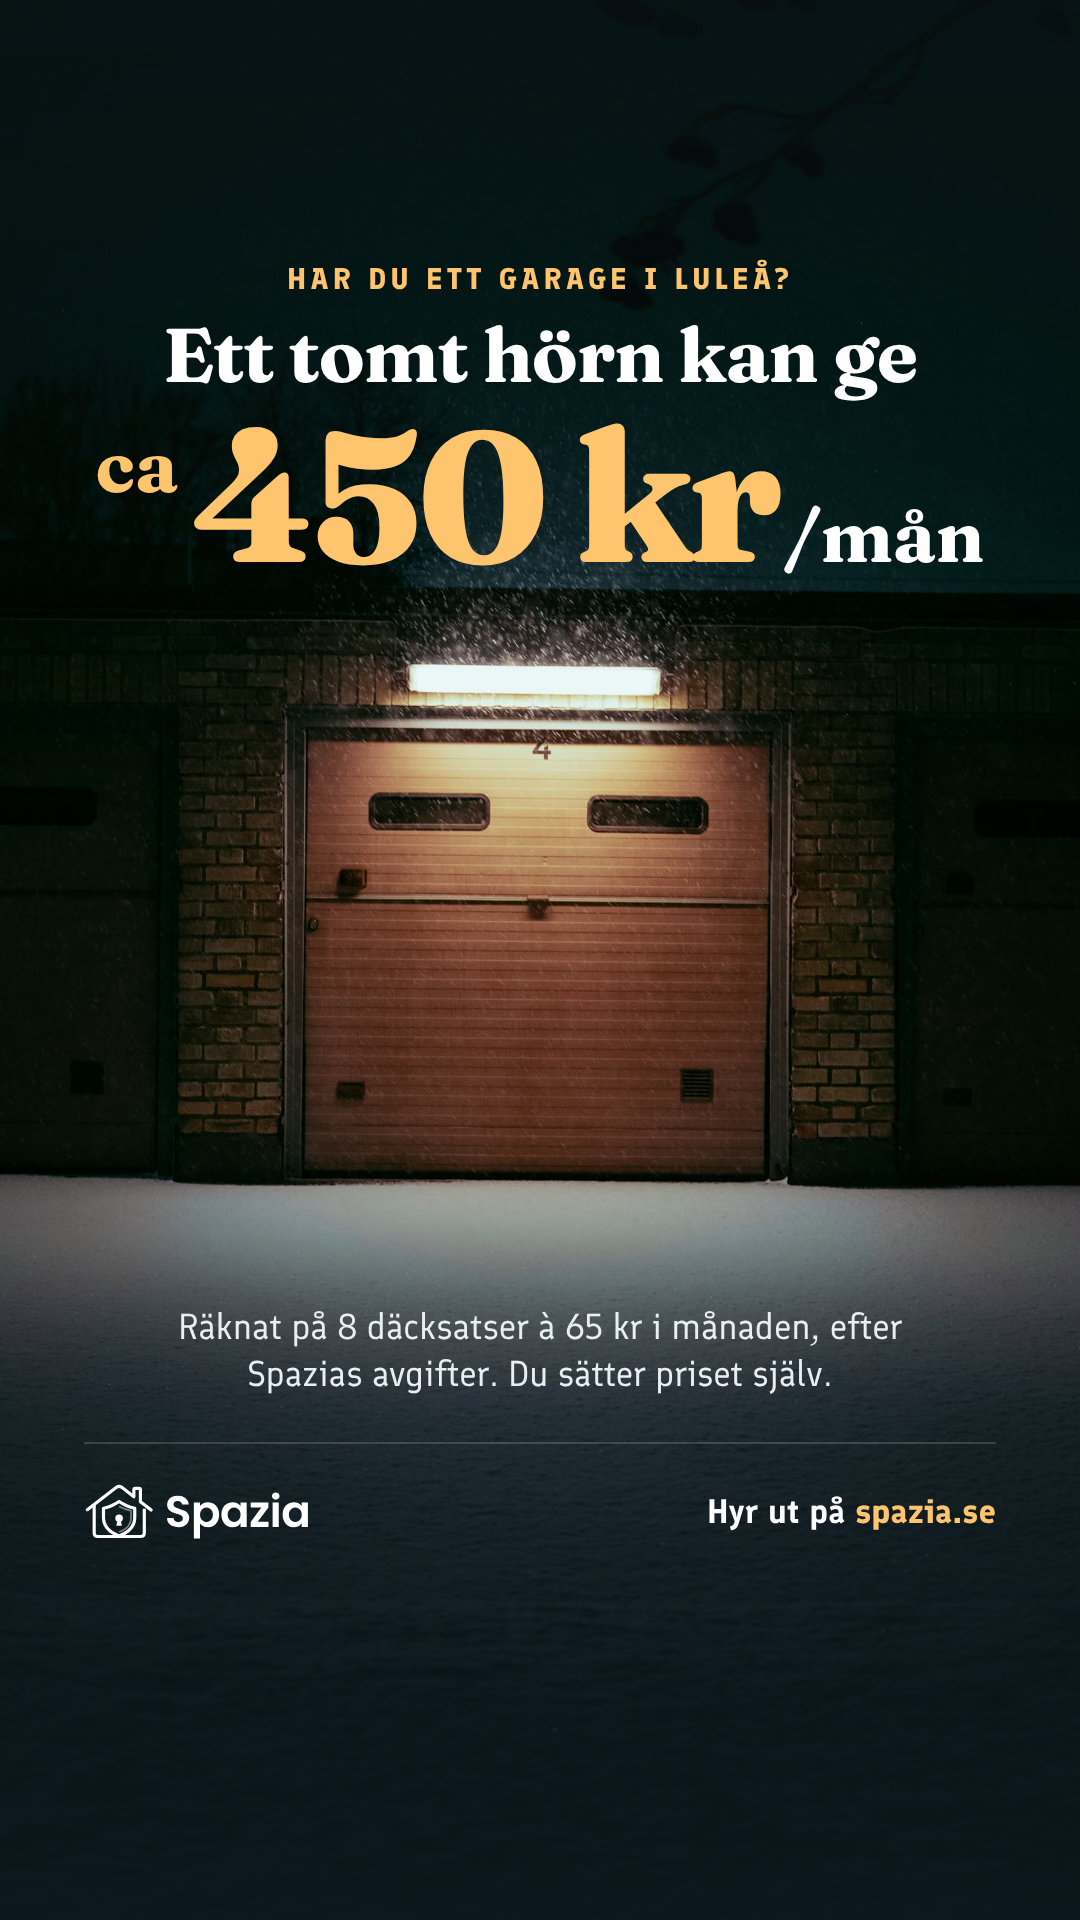 HAR DU ETT GARAGE I LULEÅ?
Ett tomt hörn kan ge
ca 450 kr/mån
4
Räknat på 8 däcksatser à 65 kr i månaden, efter
Spazias avgifter. Du sätter priset själv.
Spazia
Hyr ut på spazia.se